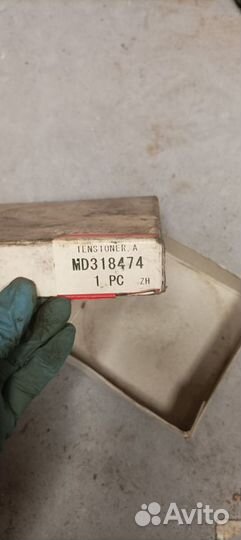 TENSIONER, A
MD318474
1 PC ZH
Avito